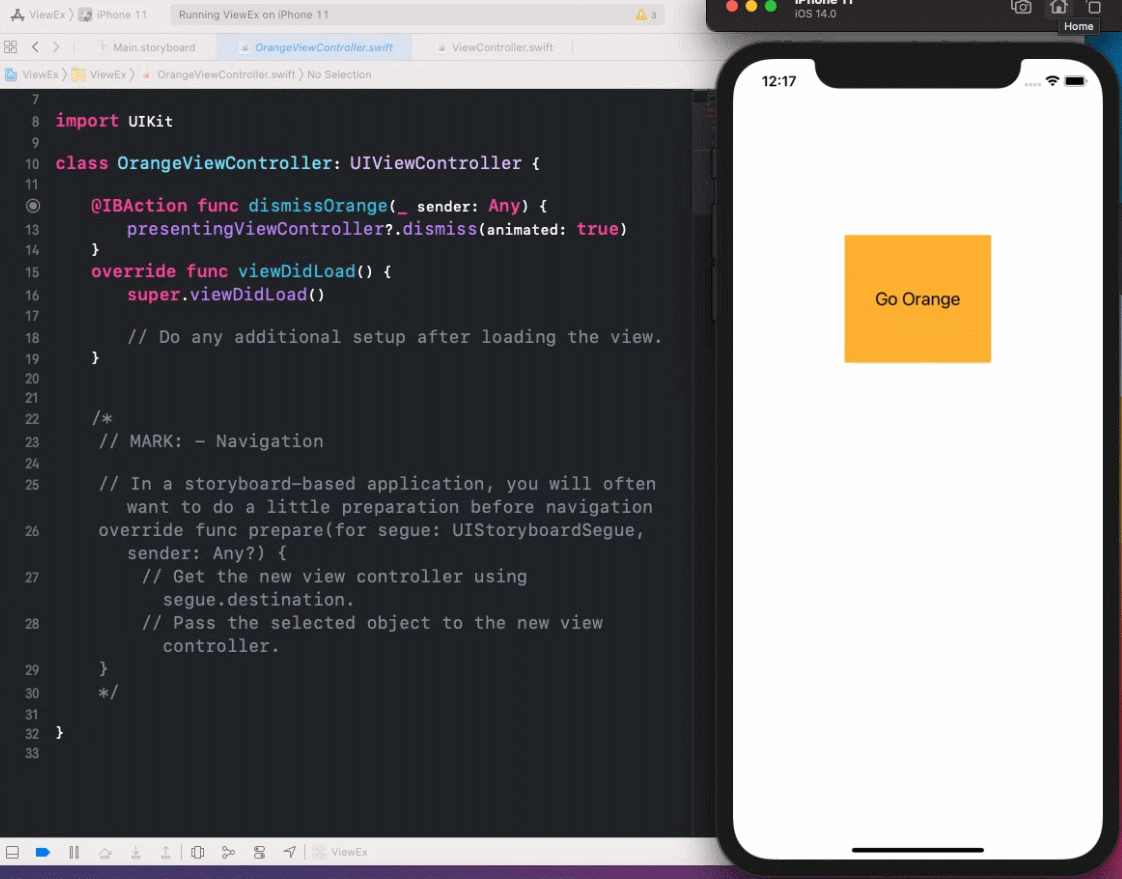 ViewEx 〉 iPhone 11
Running ViewEx on iPhone 11
3
Main.storyboard
OrangeViewController.swift
ViewController.swift
ViewEx 〉 ViewEx 〉 OrangeViewController.swift 〉 No Selection
7
8 import UIKit
9
10 class OrangeViewController: UIViewController {
11
@IBAction func dismissOrange(_ sender: Any) {
13 presentingViewController?.dismiss(animated: true)
14 }
15 override func viewDidLoad() {
16 super.viewDidLoad()
17
18 // Do any additional setup after loading the view.
19 }
20
21
22 /*
23 // MARK: - Navigation
24
25 // In a storyboard-based application, you will often
want to do a little preparation before navigation
26 override func prepare(for segue: UIStoryboardSegue,
sender: Any?) {
27 // Get the new view controller using
segue.destination.
28 // Pass the selected object to the new view
controller.
29 }
30 */
31
32 }
33
ViewEx
iPhone 11
iOS 14.0
Home
12:17
Go Orange